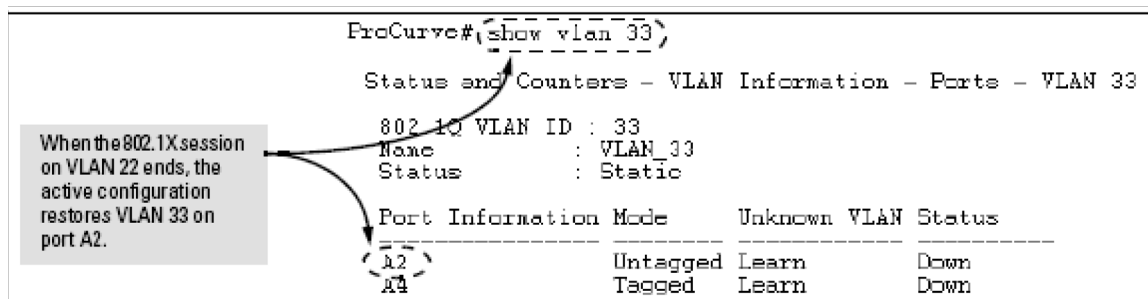 ProCurve# show vlan 33
Status and Counters - VLAN Information - Ports - VLAN 33
802.1Q VLAN ID : 33
Name : VLAN_33
Status : Static
When the 802.1X session
on VLAN 22 ends, the
active configuration
restores VLAN 33 on
port A2.
Port Information Mode Unknown VLAN Status
---------------- -------- ------------ ----------
A2 Untagged Learn Down
A4 Tagged Learn Down